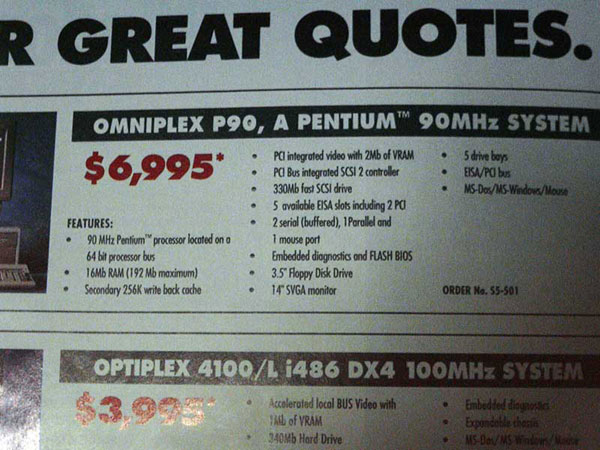 R GREAT QUOTES.
OMNIPLEX P90, A PENTIUM™ 90MHz SYSTEM
$6,995*
FEATURES:
• 90 MHz Pentium™ processor located on a
64 bit processor bus
• 16Mb RAM (192 Mb maximum)
• Secondary 256K write back cache
• PCI integrated video with 2Mb of VRAM
• PCI Bus integrated SCSI 2 controller
• 330Mb fast SCSI drive
• 5 available EISA slots including 2 PCI
• 2 serial (buffered), 1Parallel and
1 mouse port
• Embedded diagnostics and FLASH BIOS
• 3.5" Floppy Disk Drive
• 14" SVGA monitor
• 5 drive bays
• EISA/PCI bus
• MS-Dos/MS-Windows/Mouse
ORDER No. S5-501
OPTIPLEX 4100/L i486 DX4 100MHz SYSTEM
$3,995*
• Accelerated local BUS Video with
1Mb of VRAM
• 340Mb Hard Drive
• Embedded diagnostics
• Expandable chassis
• MS-Dos/MS-Windows/Mouse